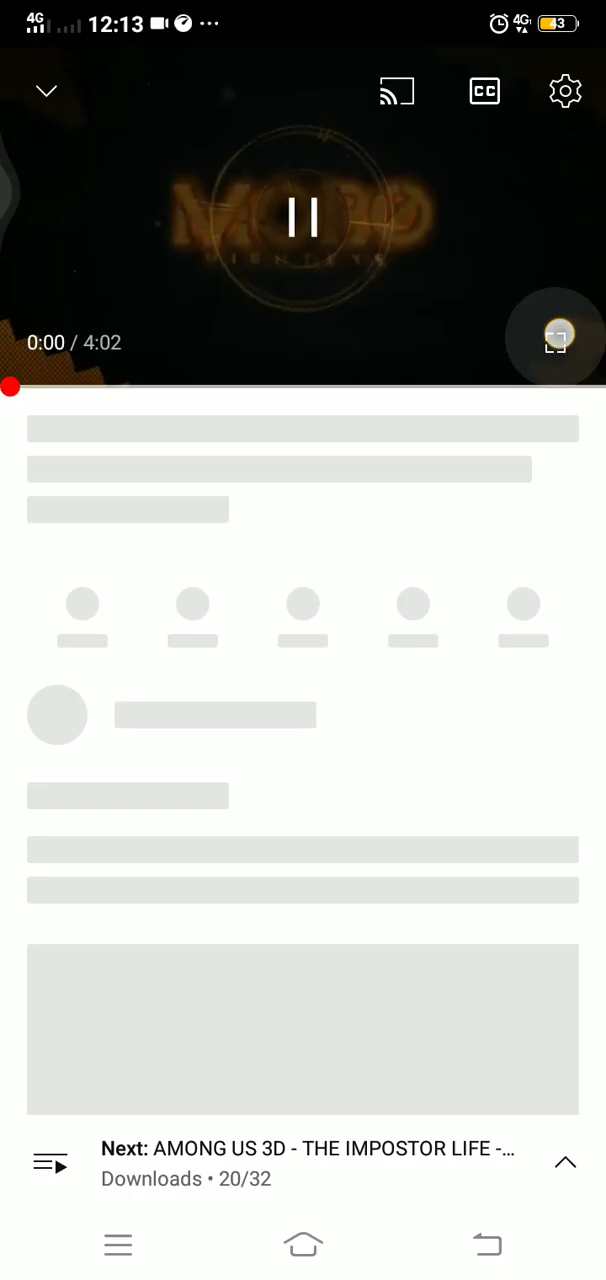 4G 12:13 ... 4G 43
CC
MOBO
0:00 / 4:02
Next: AMONG US 3D - THE IMPOSTOR LIFE -...
Downloads • 20/32